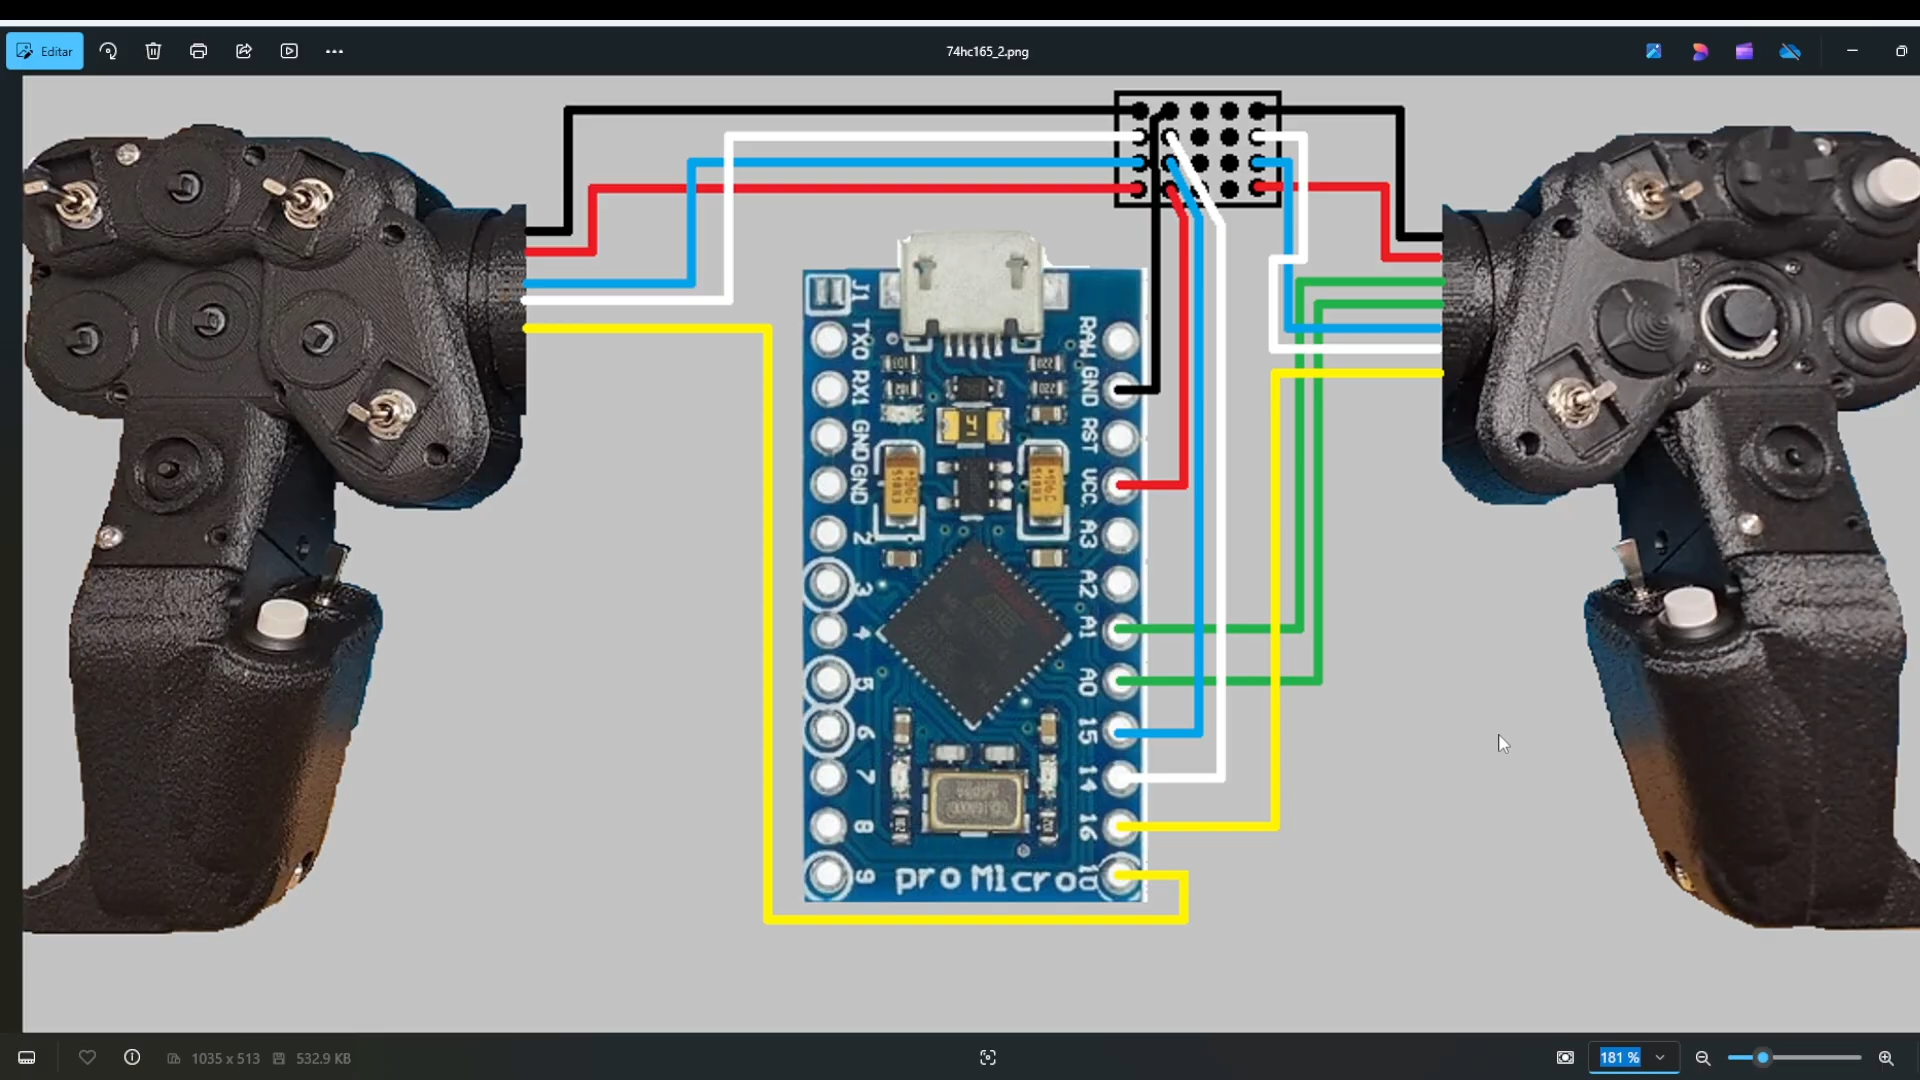 Editar
74hc165_2.png
J1
TXO
RX1
GND
GND
2
3
4
5
6
7
8
9
RAW
GND
RST
VCC
A3
A2
A1
A0
15
14
16
10
pro Micro
1035 x 513
532.9 KB
181 %